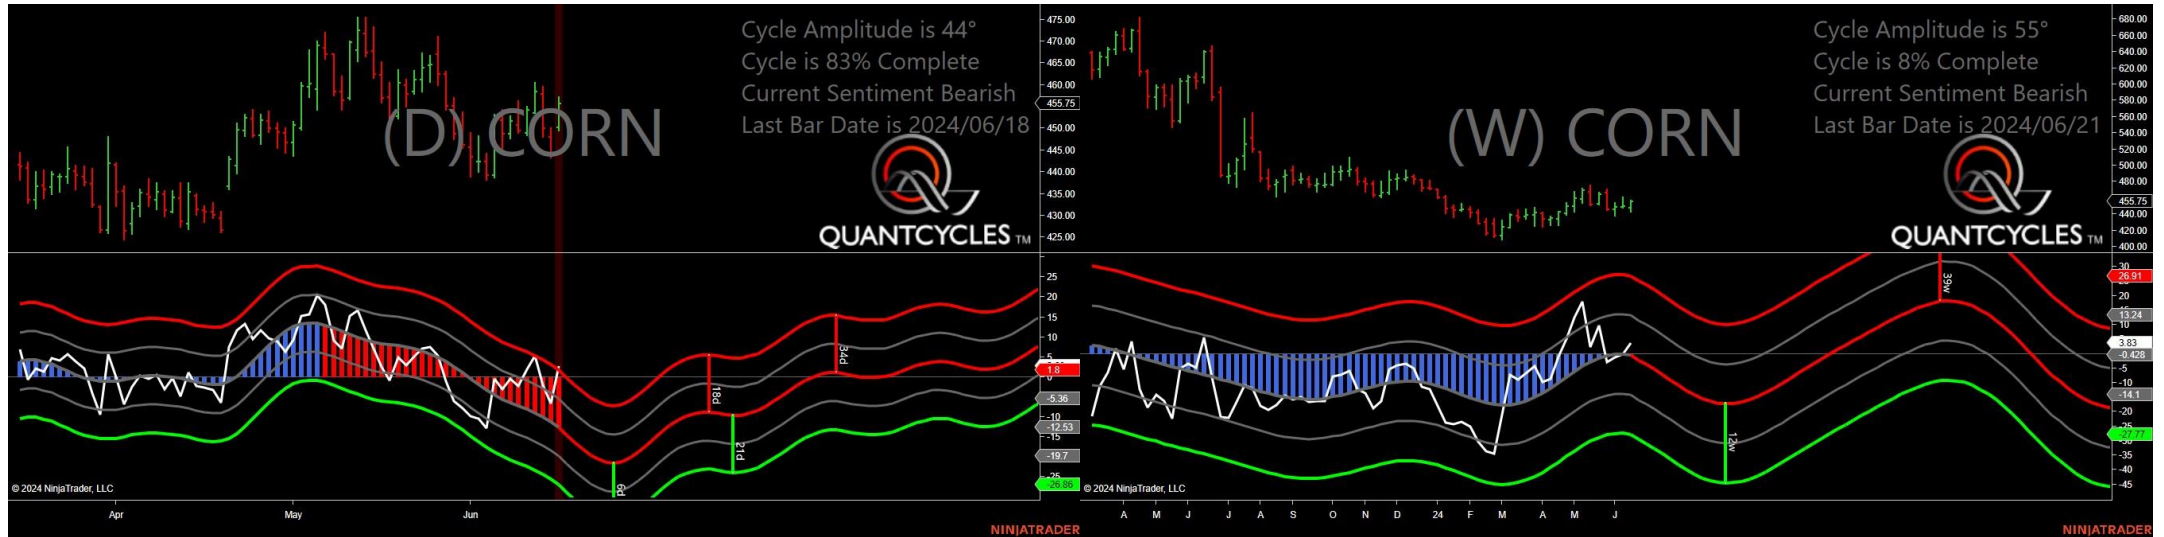 Cycle Amplitude is 44°
Cycle is 83% Complete
Current Sentiment Bearish
Last Bar Date is 2024/06/18
(D) CORN
QUANTCYCLES TM
475.00
470.00
465.00
460.00
455.75
450.00
445.00
440.00
435.00
430.00
425.00
25
20
15
10
5
1.8
0
-5.36
-10
-12.53
-15
-19.7
-26.86
6d
18d
21d
34d
© 2024 NinjaTrader, LLC
Apr May Jun
NINJATRADER
Cycle Amplitude is 55°
Cycle is 8% Complete
Current Sentiment Bearish
Last Bar Date is 2024/06/21
(W) CORN
QUANTCYCLES TM
680.00
660.00
640.00
620.00
600.00
580.00
560.00
540.00
520.00
500.00
480.00
455.75
440.00
420.00
400.00
30
26.91
20
13.24
10
3.83
-0.428
-5
-10
-14.1
-20
-25
-27.77
-35
-40
-45
12w
39w
© 2024 NinjaTrader, LLC
A M J J A S O N D 24 F M A M J
NINJATRADER